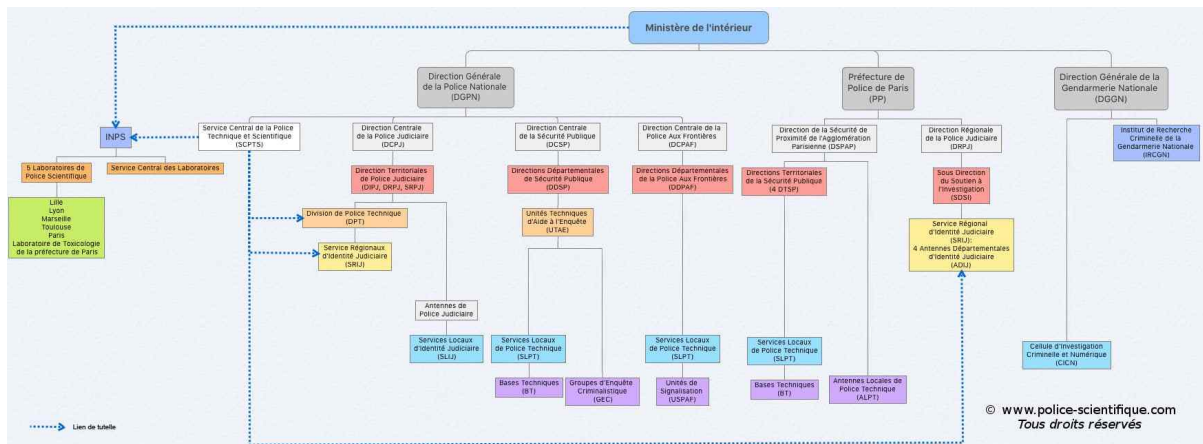 Ministère de l'intérieur
Direction Générale
de la Police Nationale
(DGPN)
Préfecture de
Police de Paris
(PP)
Direction Générale de la
Gendarmerie Nationale
(DGGN)
INPS
Service Central de la Police
Technique et Scientifique
(SCPTS)
Direction Centrale
de la Police Judiciaire
(DCPJ)
Direction Centrale
de la Sécurité Publique
(DCSP)
Direction Centrale de la
Police Aux Frontières
(DCPAF)
Direction de la Sécurité de
Proximité de l'Agglomération
Parisienne (DSPAP)
Direction Régionale
de la Police Judiciaire
(DRPJ)
Institut de Recherche
Criminelle de la
Gendarmerie Nationale
(IRCGN)
5 Laboratoires de
Police Scientifique
Service Central des Laboratoires
Direction Territoriales
de Police Judiciaire
(DIPJ, DRPJ, SRPJ)
Directions Départementales
de Sécurité Publique
(DDSP)
Directions Départementales
de la Police Aux Frontières
(DDPAF)
Directions Territoriales
de la Sécurité Publique
(4 DTSP)
Sous Direction
du Soutien à
l'Investigation
(SDSI)
Lille
Lyon
Marseille
Toulouse
Paris
Laboratoire de Toxicologie
de la préfecture de Paris
Division de Police Technique
(DPT)
Unités Techniques
d'Aide à l'Enquête
(UTAE)
Service Régional
d'Identité Judiciaire
(SRIJ):
4 Antennes Départementales
d'Identité Judiciaire
(ADIJ)
Service Régionaux
d'Identité Judiciaire
(SRIJ)
Antennes de
Police Judiciaire
Services Locaux
d'Identité Judiciaire
(SLIJ)
Services Locaux
de Police Technique
(SLPT)
Services Locaux
de Police Technique
(SLPT)
Services Locaux
de Police Technique
(SLPT)
Cellule d'Investigation
Criminelle et Numérique
(CICN)
Bases Techniques
(BT)
Groupes d'Enquête
Criminalistique
(GEC)
Unités de
Signalisation
(USPAF)
Bases Techniques
(BT)
Antennes Locales de
Police Technique
(ALPT)
Lien de tutelle
© www.police-scientifique.com
Tous droits réservés